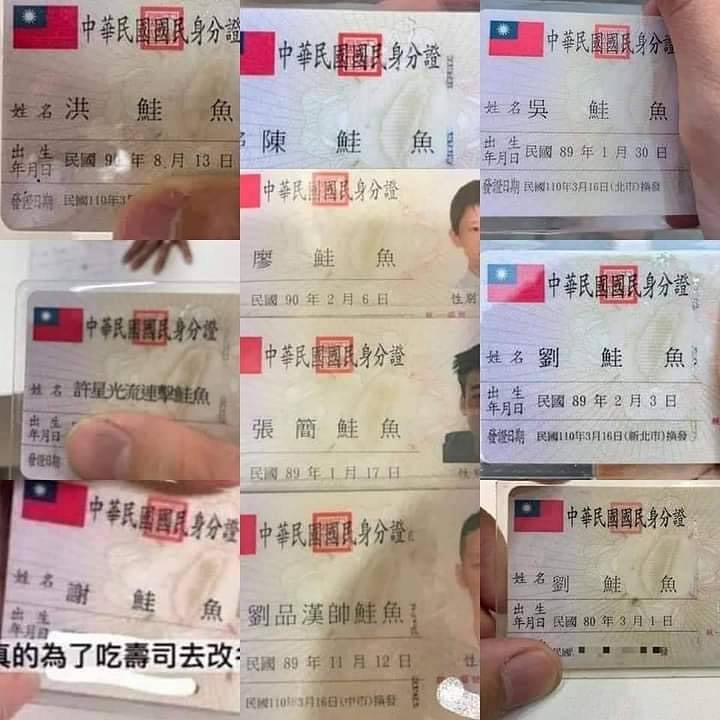 中華民國國民身分證
姓名 洪 鮭 魚
出生年月日 民國 90 年 8 月 13 日
發證日期 民國110年3月
中華民國國民身分證
陳 鮭 魚
中華民國國民身分證
姓名 吳 鮭 魚
出生年月日 民國 89 年 1 月 30 日
發證日期 民國110年3月16日(北市)換發
中華民國國民身分證
廖 鮭 魚
民國 90 年 2 月 6 日 性別
中華民國國民身分證
姓名 許星光流連擊鮭魚
出生年月日
發證日期
中華民國國民身分證
張 簡 鮭 魚
民國 89 年 1 月 17 日 性
中華民國國民身分證
姓名 劉 鮭 魚
出生年月日 民國 89 年 2 月 3 日
發證日期 民國110年3月16日(新北市)換發
中華民國國民身分證
姓名 謝 鮭 魚
出生年月日
真的為了吃壽司去改
中華民國國民身分證
劉品漢帥鮭魚
民國 89 年 11 月 12 日 性
民國110年3月16日(中市)換發
中華民國國民身分證
姓名 劉 鮭 魚
出生年月日 民國 80 年 3 月 1 日
民國